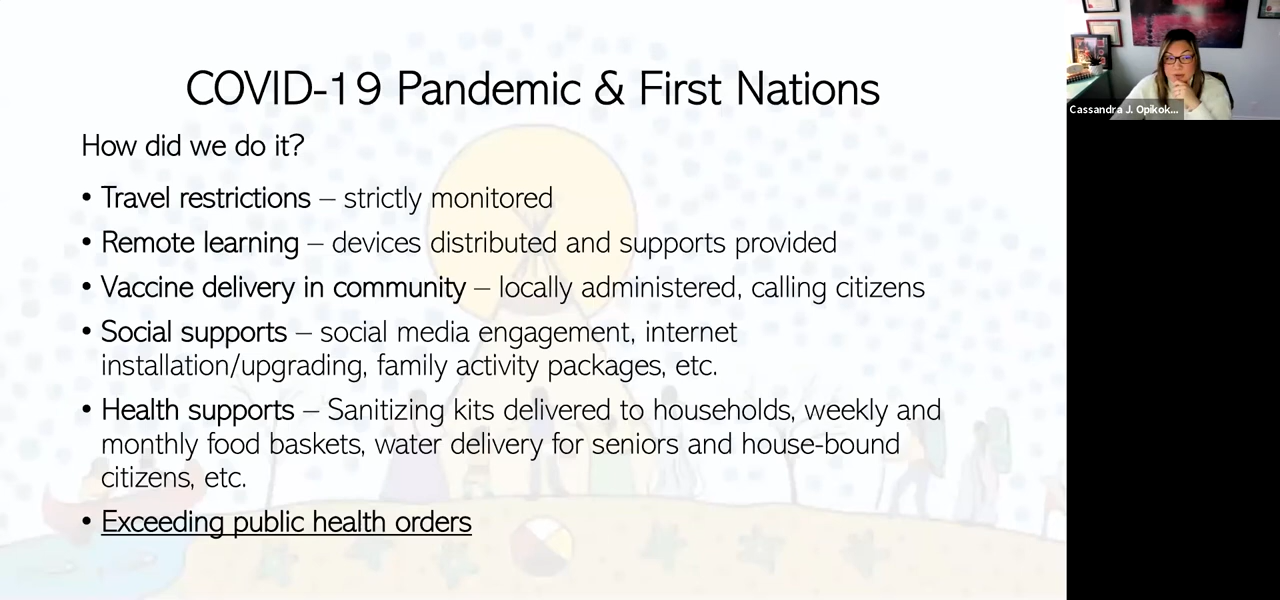 COVID-19 Pandemic & First Nations
How did we do it?
• Travel restrictions – strictly monitored
• Remote learning – devices distributed and supports provided
• Vaccine delivery in community – locally administered, calling citizens
• Social supports – social media engagement, internet
installation/upgrading, family activity packages, etc.
• Health supports – Sanitizing kits delivered to households, weekly and
monthly food baskets, water delivery for seniors and house-bound
citizens, etc.
• Exceeding public health orders
Cassandra J. Opikok...